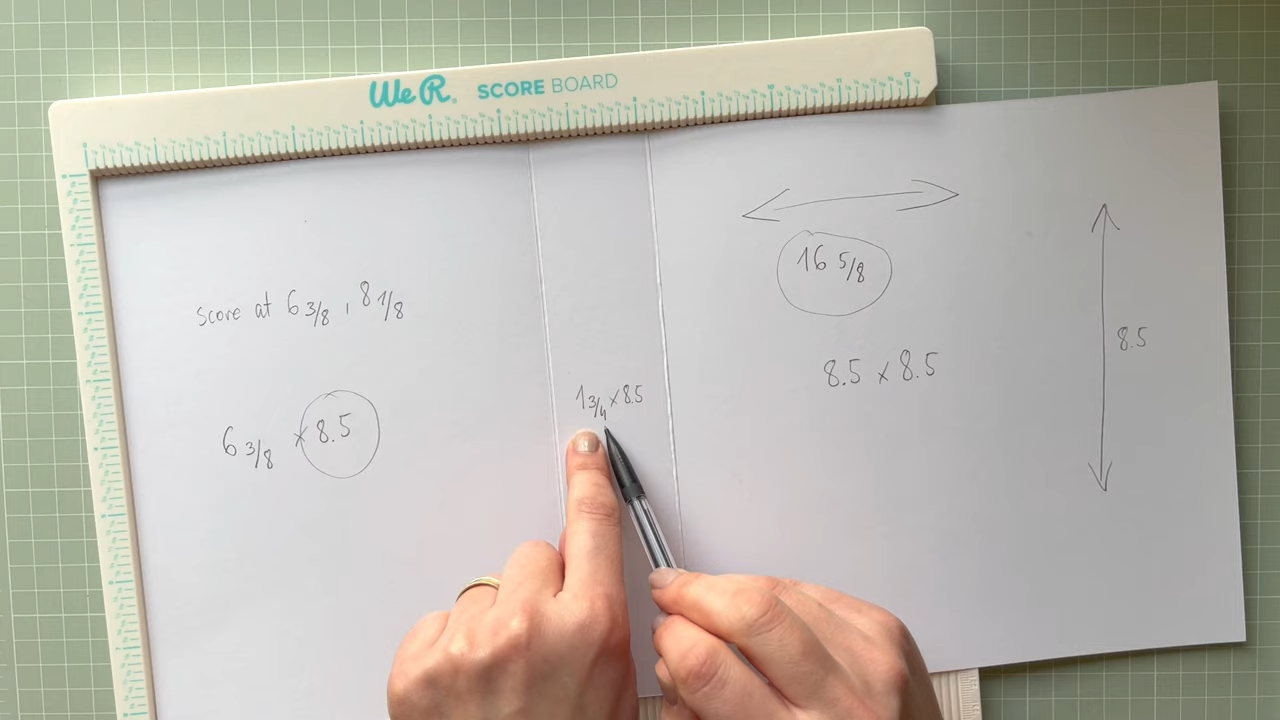 We R SCORE BOARD
score at 6 3/8, 8 1/8
6 3/8 x 8.5
1 3/4 x 8.5
16 5/8
8.5 x 8.5
8.5